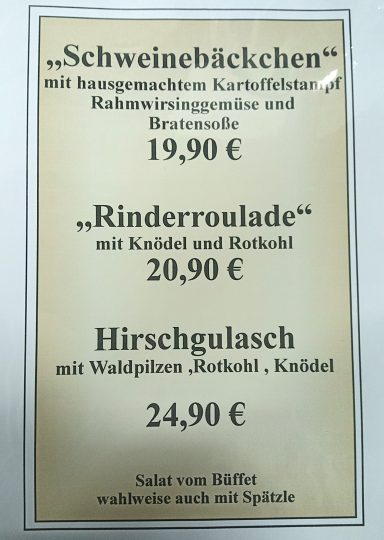 „Schweinebäckchen“
mit hausgemachtem Kartoffelstampf
Rahmwirsinggemüse und
Bratensoße
19,90 €
„Rinderroulade“
mit Knödel und Rotkohl
20,90 €
Hirschgulasch
mit Waldpilzen ,Rotkohl , Knödel
24,90 €
Salat vom Büffet
wahlweise auch mit Spätzle